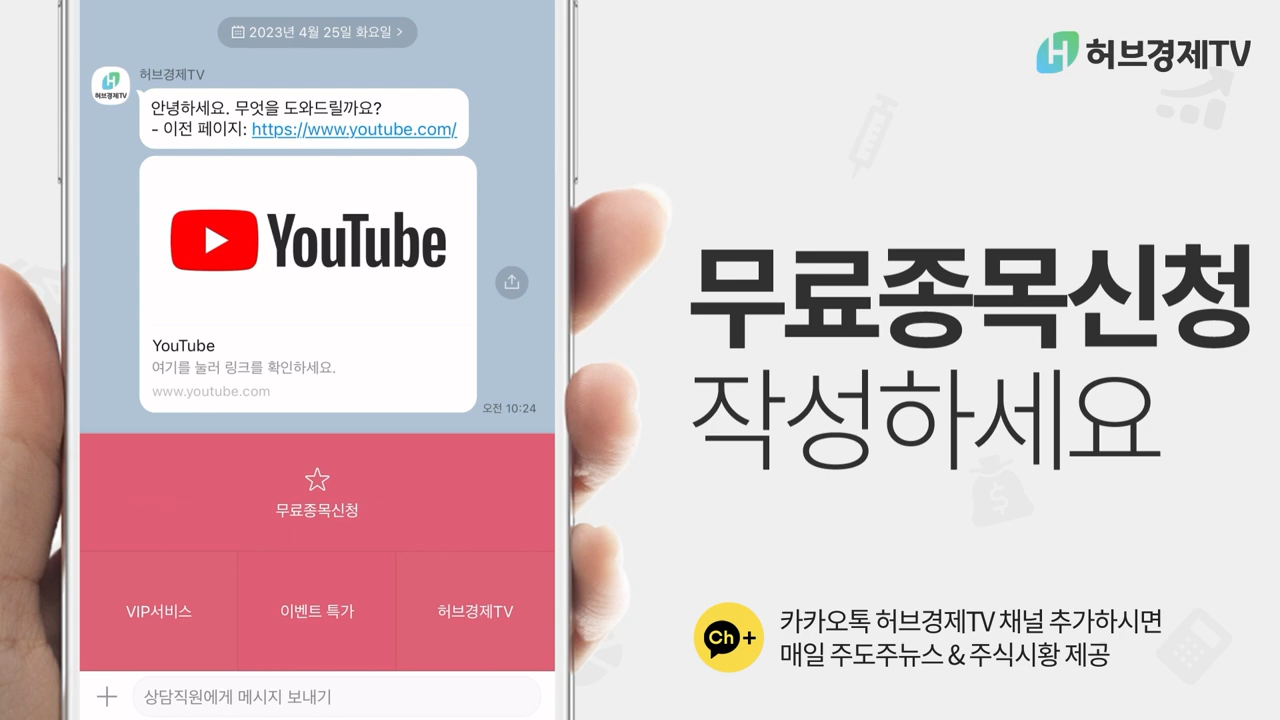 2023년 4월 25일 화요일 >
허브경제TV
허브경제TV
안녕하세요. 무엇을 도와드릴까요?
- 이전 페이지: https://www.youtube.com/
YouTube
YouTube
여기를 눌러 링크를 확인하세요.
www.youtube.com
오전 10:24
무료종목신청
VIP서비스
이벤트 특가
허브경제TV
상담직원에게 메시지 보내기
H 허브경제TV
무료종목신청
작성하세요
Ch+
카카오톡 허브경제TV 채널 추가하시면
매일 주도주뉴스 & 주식시황 제공